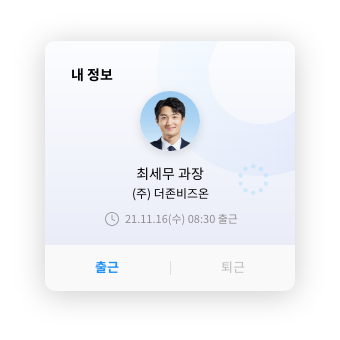 내 정보
최세무 과장
(주) 더존비즈온
21.11.16(수) 08:30 출근
출근
퇴근